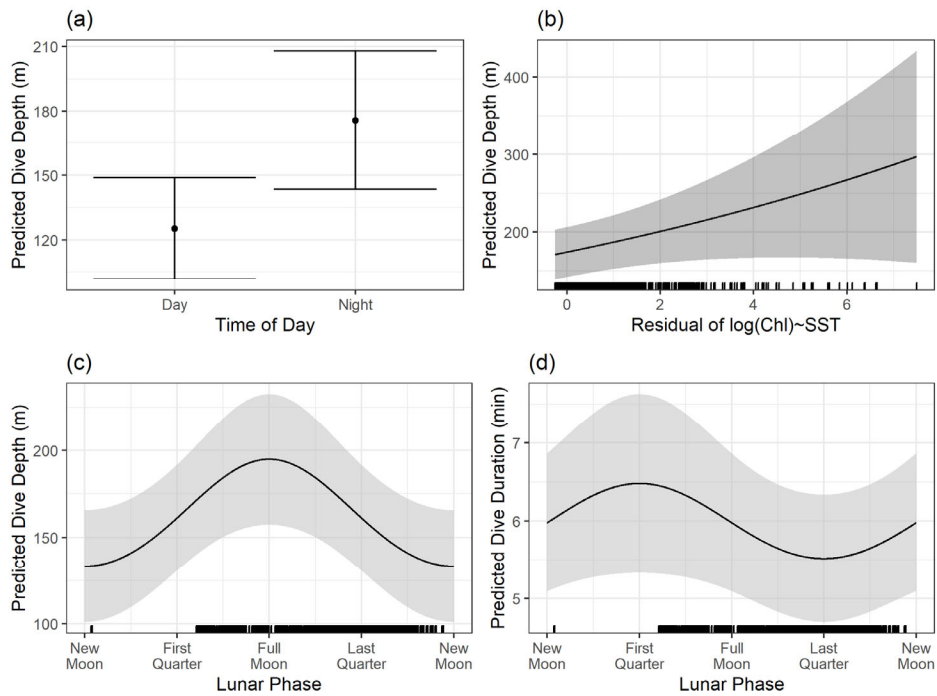 (a)
Predicted Dive Depth (m)
210
180
150
120
Day
Night
Time of Day
(b)
Predicted Dive Depth (m)
400
300
200
0
2
4
6
Residual of log(Chl)~SST
(c)
Predicted Dive Depth (m)
200
150
100
New
Moon
First
Quarter
Full
Moon
Last
Quarter
New
Moon
Lunar Phase
(d)
Predicted Dive Duration (min)
7
6
5
New
Moon
First
Quarter
Full
Moon
Last
Quarter
New
Moon
Lunar Phase